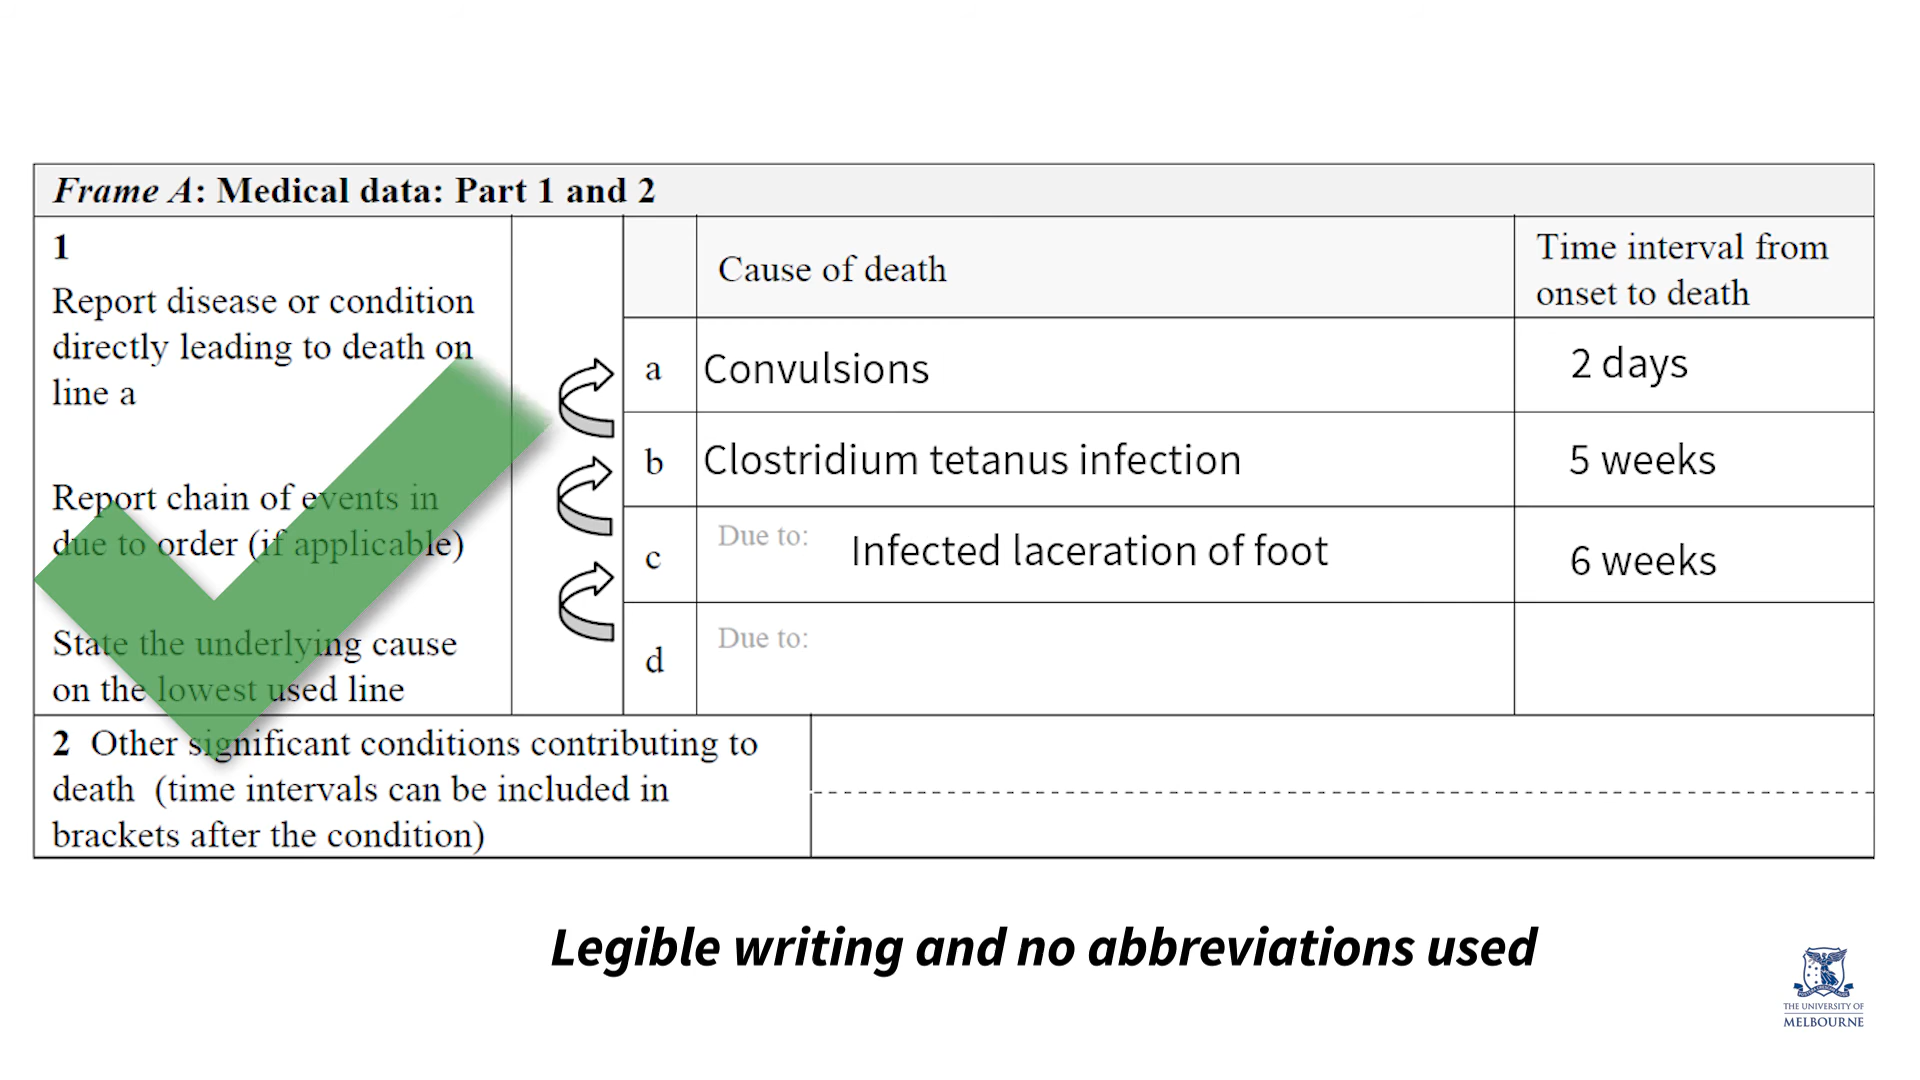 Frame A: Medical data: Part 1 and 2
1
Report disease or condition
directly leading to death on
line a
Report chain of events in
due to order (if applicable)
State the underlying cause
on the lowest used line
Cause of death
Time interval from
onset to death
a Convulsions 2 days
b Clostridium tetanus infection 5 weeks
c Due to: Infected laceration of foot 6 weeks
d Due to:
2 Other significant conditions contributing to
death (time intervals can be included in
brackets after the condition)
Legible writing and no abbreviations used
THE UNIVERSITY OF
MELBOURNE